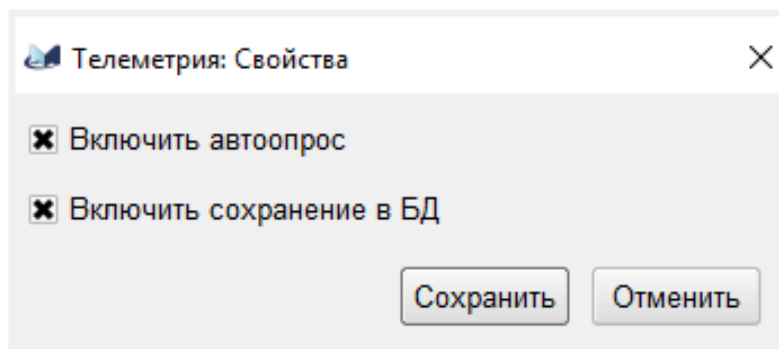 Телеметрия: Свойства
Включить автоопрос
Включить сохранение в БД
Сохранить Отменить